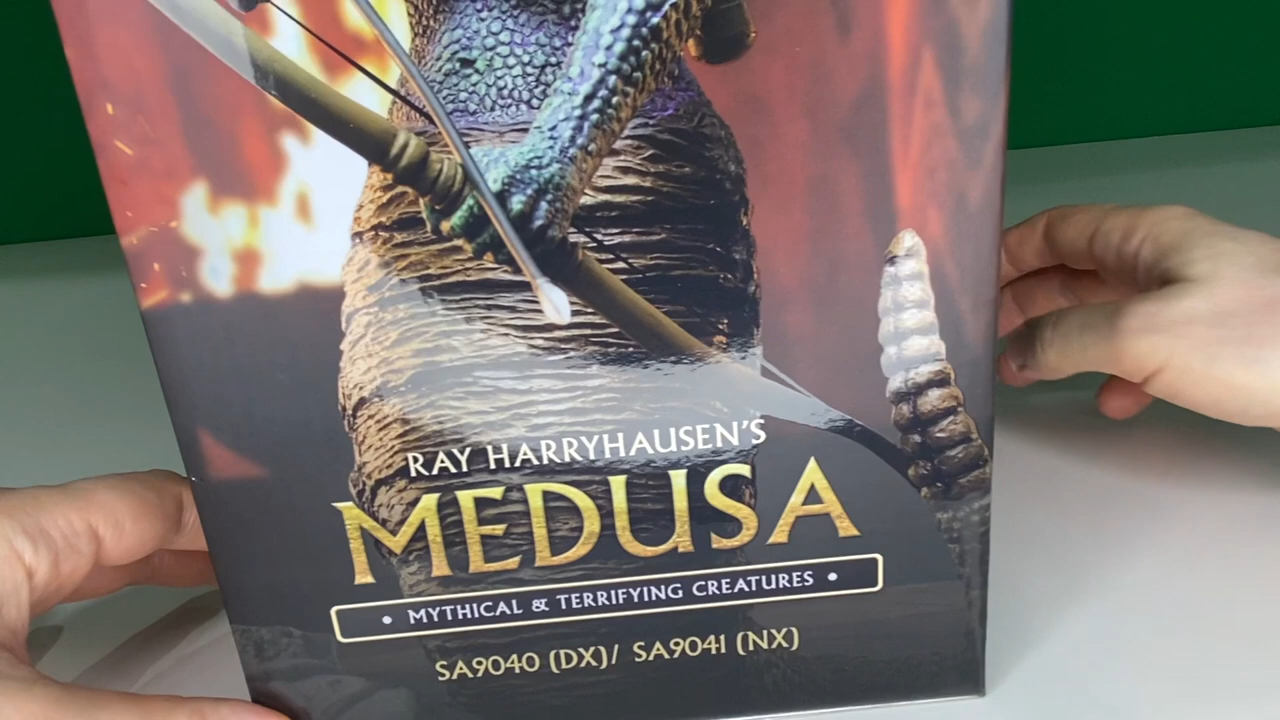 RAY HARRYHAUSEN'S
MEDUSA
• MYTHICAL & TERRIFYING CREATURES •
SA9040 (DX)/ SA9041 (NX)